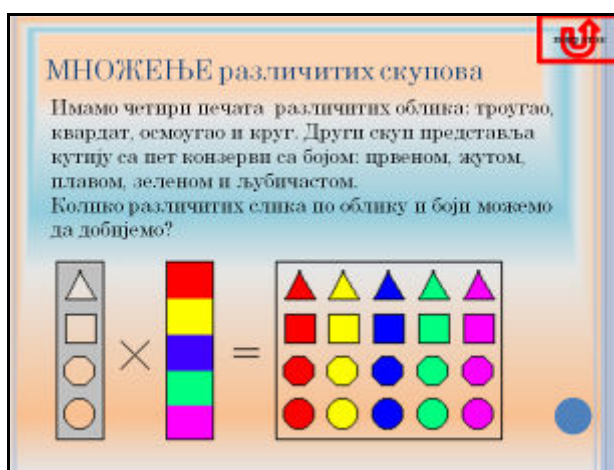 МНОЖЕЊЕ различитих скупова
Имамо четири печата различитих облика: троугао,
квардат, осмоугао и круг. Други скуп представља
кутију са пет конзерви са бојом: црвеном, жутом,
плавом, зеленом и љубичастом.
Колико различитих слика по облику и боји можемо
да добијемо?
× =